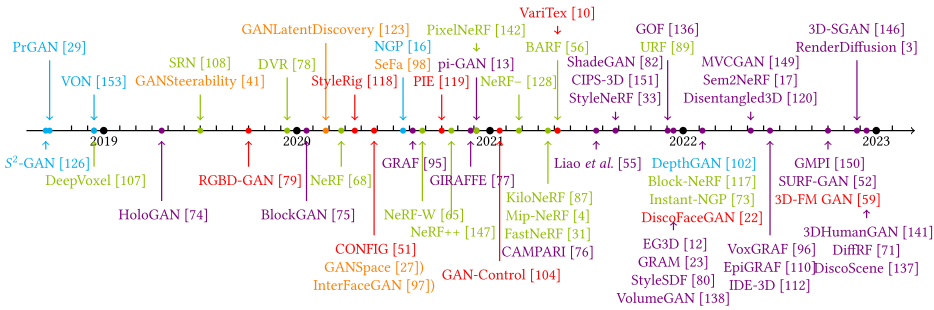 VariTex [10]
GANLatentDiscovery [123]
PixelNeRF [142]
GOF [136]
3D-SGAN [146]
PrGAN [29]
NGP [16]
BARF [56]
URF [89]
RenderDiffusion [3]
SRN [108]
DVR [78]
SeFa [98]
pi-GAN [13]
ShadeGAN [82]
MVCGAN [149]
VON [153]
GANSteerability [41]
StyleRig [118]
PIE [119]
NeRF− [128]
CIPS-3D [151]
Sem2NeRF [17]
StyleNeRF [33]
Disentangled3D [120]
2019
2020
2021
2022
2023
S²-GAN [126]
GRAF [95]
Liao et al. [55]
DepthGAN [102]
GMPI [150]
DeepVoxel [107]
RGBD-GAN [79]
NeRF [68]
GIRAFFE [77]
Block-NeRF [117]
SURF-GAN [52]
KiloNeRF [87]
Instant-NGP [73]
3D-FM GAN [59]
HoloGAN [74]
BlockGAN [75]
NeRF-W [65]
Mip-NeRF [4]
DiscoFaceGAN [22]
NeRF++ [147]
FastNeRF [31]
3DHumanGAN [141]
CONFIG [51]
CAMPARI [76]
EG3D [12]
VoxGRAF [96]
DiffRF [71]
GANSpace [27])
GAN-Control [104]
GRAM [23]
EpiGRAF [110]
DiscoScene [137]
InterFaceGAN [97])
StyleSDF [80]
IDE-3D [112]
VolumeGAN [138]